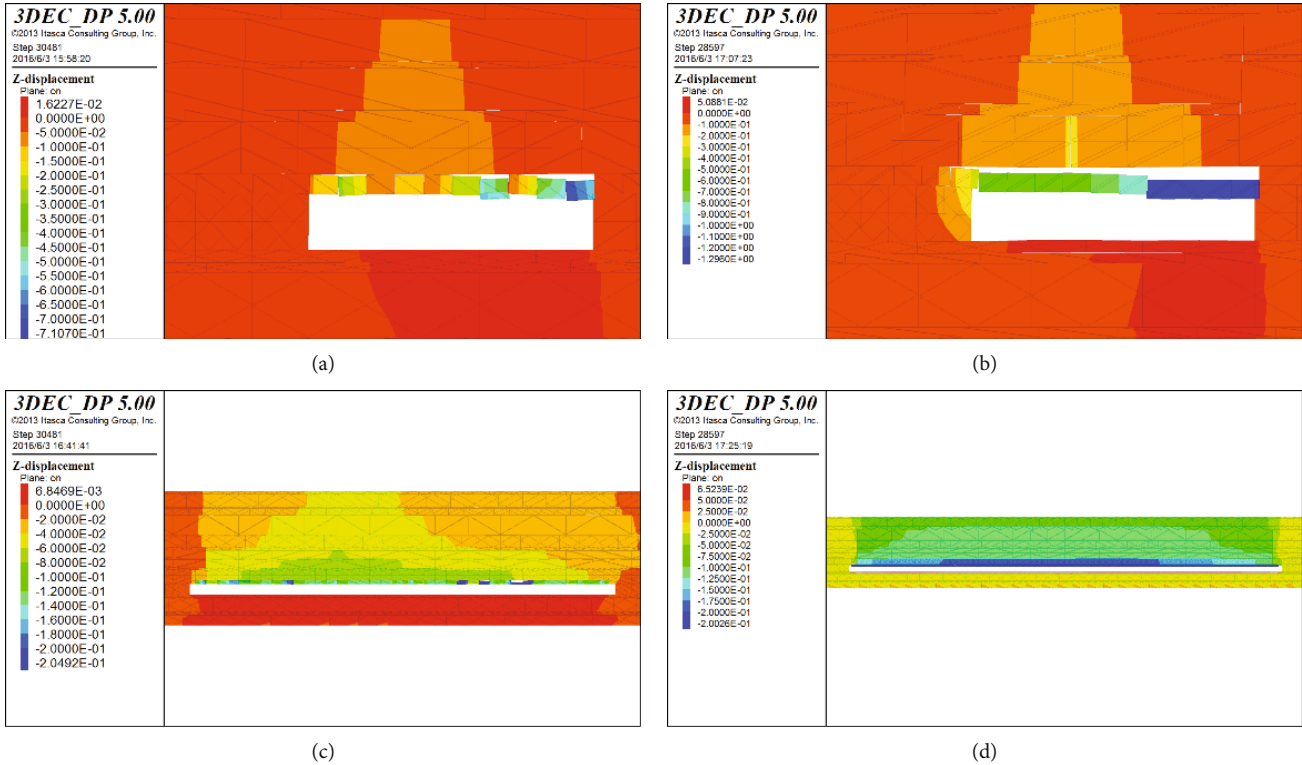 3DEC_DP 5.00
©2013 Itasca Consulting Group, Inc.
Step 30481
2016/6/3 15:58:20
Z-displacement
Plane: on
1.6227E-02
0.0000E+00
-5.0000E-02
-1.0000E-01
-1.5000E-01
-2.0000E-01
-2.5000E-01
-3.0000E-01
-3.5000E-01
-4.0000E-01
-4.5000E-01
-5.0000E-01
-5.5000E-01
-6.0000E-01
-6.5000E-01
-7.0000E-01
-7.1070E-01
(a)
3DEC_DP 5.00
©2013 Itasca Consulting Group, Inc.
Step 28597
2016/6/3 17:07:23
Z-displacement
Plane: on
5.0881E-02
0.0000E+00
-1.0000E-01
-2.0000E-01
-3.0000E-01
-4.0000E-01
-5.0000E-01
-6.0000E-01
-7.0000E-01
-8.0000E-01
-9.0000E-01
-1.0000E+00
-1.1000E+00
-1.2000E+00
-1.2960E+00
(b)
3DEC_DP 5.00
©2013 Itasca Consulting Group, Inc.
Step 30481
2016/6/3 16:41:41
Z-displacement
Plane: on
6.8469E-03
0.0000E+00
-2.0000E-02
-4.0000E-02
-6.0000E-02
-8.0000E-02
-1.0000E-01
-1.2000E-01
-1.4000E-01
-1.6000E-01
-1.8000E-01
-2.0000E-01
-2.0492E-01
(c)
3DEC_DP 5.00
©2013 Itasca Consulting Group, Inc.
Step 28597
2016/6/3 17:25:19
Z-displacement
Plane: on
6.5239E-02
5.0000E-02
2.5000E-02
0.0000E+00
-2.5000E-02
-5.0000E-02
-7.5000E-02
-1.0000E-01
-1.2500E-01
-1.5000E-01
-1.7500E-01
-2.0000E-01
-2.0026E-01
(d)